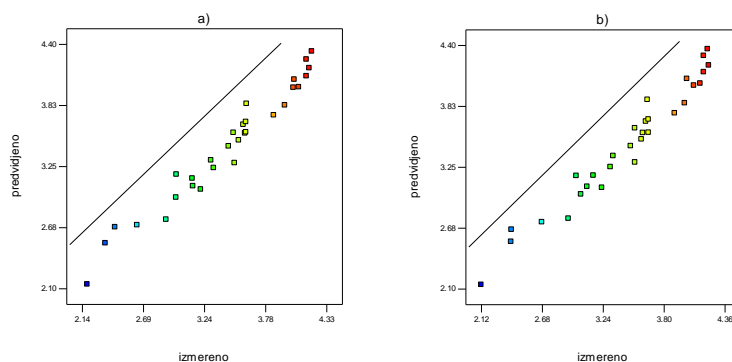 a)
4.40
3.83
3.25
2.68
2.10
predvidjeno
2.14 2.69 3.24 3.78 4.33
izmereno
b)
4.40
3.83
3.25
2.68
2.10
predvidjeno
2.12 2.68 3.24 3.80 4.36
izmereno